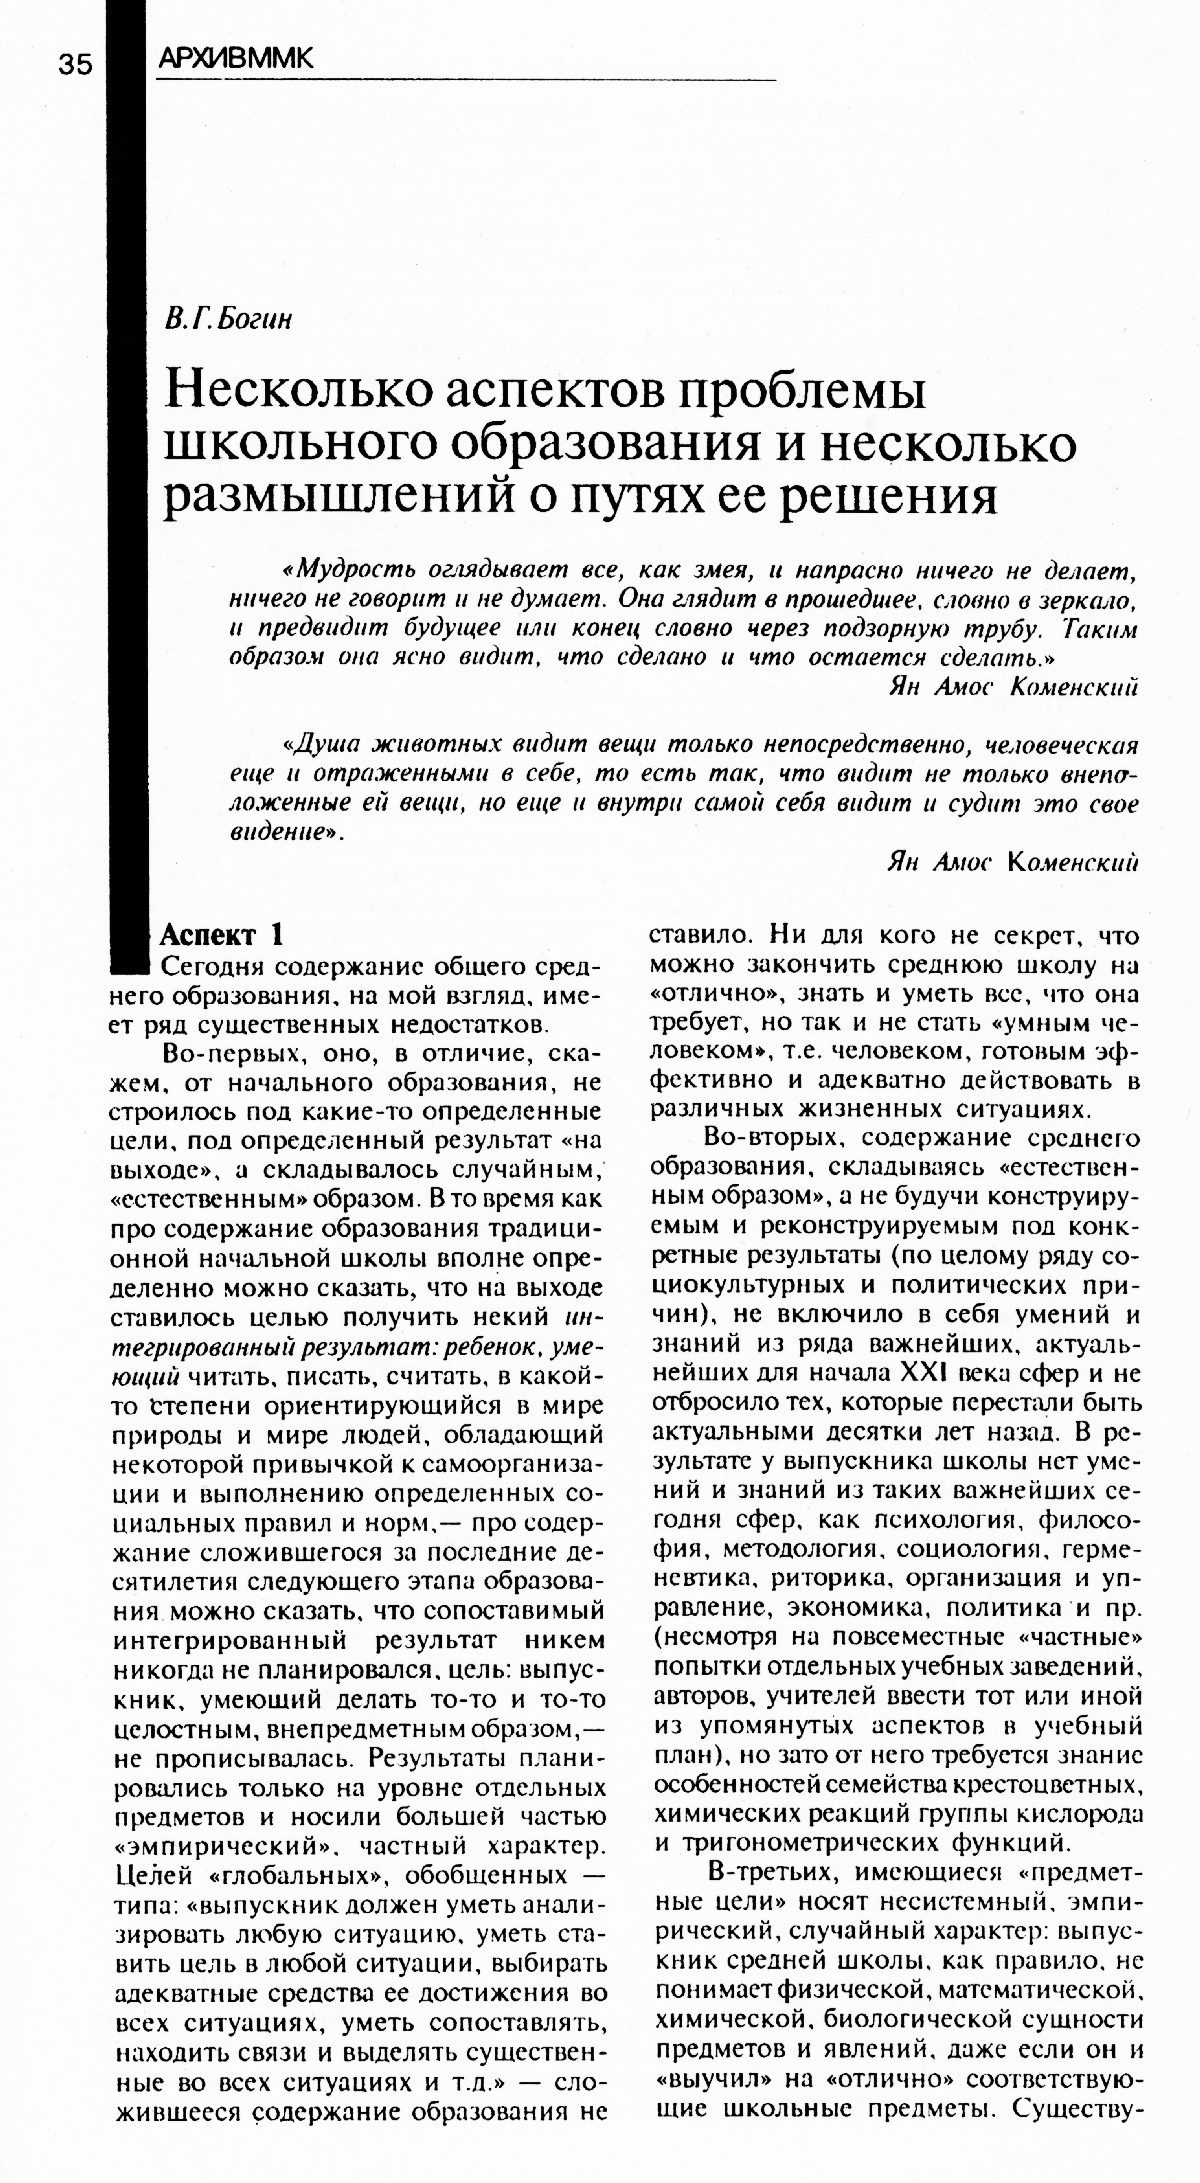 35
АРХИВММК
В.Г.Богин
Несколько аспектов проблемы
школьного образования и несколько
размышлений о путях ее решения
«Мудрость оглядывает все, как змея, и напрасно ничего не делает,
ничего не говорит и не думает. Она глядит в прошедшее, словно в зеркало,
и предвидит будущее или конец словно через подзорную трубу. Таким
образом она ясно видит, что сделано и что остается сделать.»
Ян Амос Коменский
«Душа животных видит вещи только непосредственно, человеческая
еще и отраженными в себе, то есть так, что видит не только внепо-
ложенные ей вещи, но еще и внутри самой себя видит и судит это свое
видение».
Ян Амос Коменский
Аспект 1
Сегодня содержание общего сред-
него образования, на мой взгляд, име-
ет ряд существенных недостатков.
Во-первых, оно, в отличие, ска-
жем, от начального образования, не
строилось под какие-то определенные
цели, под определенный результат «на
выходе», а складывалось случайным,
«естественным» образом. В то время как
про содержание образования традици-
онной начальной школы вполне опре-
деленно можно сказать, что на выходе
ставилось целью получить некий ин-
тегрированный результат: ребенок, уме-
ющий читать, писать, считать, в какой-
то степени ориентирующийся в мире
природы и мире людей, обладающий
некоторой привычкой к самоорганиза-
ции и выполнению определенных со-
циальных правил и норм,— про содер-
жание сложившегося за последние де-
сятилетия следующего этапа образова-
ния можно сказать, что сопоставимый
интегрированный результат никем
никогда не планировался, цель: выпус-
кник, умеющий делать то-то и то-то
целостным, внепредметным образом,—
не прописывалась. Результаты плани-
ровались только на уровне отдельных
предметов и носили большей частью
«эмпирический», частный характер.
Целей «глобальных», обобщенных —
типа: «выпускник должен уметь анали-
зировать любую ситуацию, уметь ста-
вить цель в любой ситуации, выбирать
адекватные средства ее достижения во
всех ситуациях, уметь сопоставлять,
находить связи и выделять существен-
ные во всех ситуациях и т.д.» — сло-
жившееся содержание образования не
ставило. Ни для кого не секрет, что
можно закончить среднюю школу на
«отлично», знать и уметь все, что она
требует, но так и не стать «умным че-
ловеком», т.е. человеком, готовым эф-
фективно и адекватно действовать в
различных жизненных ситуациях.
Во-вторых, содержание среднего
образования, складываясь «естествен-
ным образом», а не будучи конструиру-
емым и реконструируемым под конк-
ретные результаты (по целому ряду со-
циокультурных и политических при-
чин), не включило в себя умений и
знаний из ряда важнейших, актуаль-
нейших для начала XXI века сфер и не
отбросило тех, которые перестали быть
актуальными десятки лет назад. В ре-
зультате у выпускника школы нет уме-
ний и знаний из таких важнейших се-
годня сфер, как психология, филосо-
фия, методология, социология, герме-
невтика, риторика, организация и уп-
равление, экономика, политика и пр.
(несмотря на повсеместные «частные»
попытки отдельных учебных заведений,
авторов, учителей ввести тот или иной
из упомянутых аспектов в учебный
план), но зато от него требуется знание
особенностей семейства крестоцветных,
химических реакций группы кислорода
и тригонометрических функций.
В-третьих, имеющиеся «предмет-
ные цели» носят несистемный, эмпи-
рический, случайный характер: выпус-
кник средней школы, как правило, не
понимает физической, математической,
химической, биологической сущности
предметов и явлений, даже если он и
«выучил» на «отлично» соответствую-
щие школьные предметы. Существу-